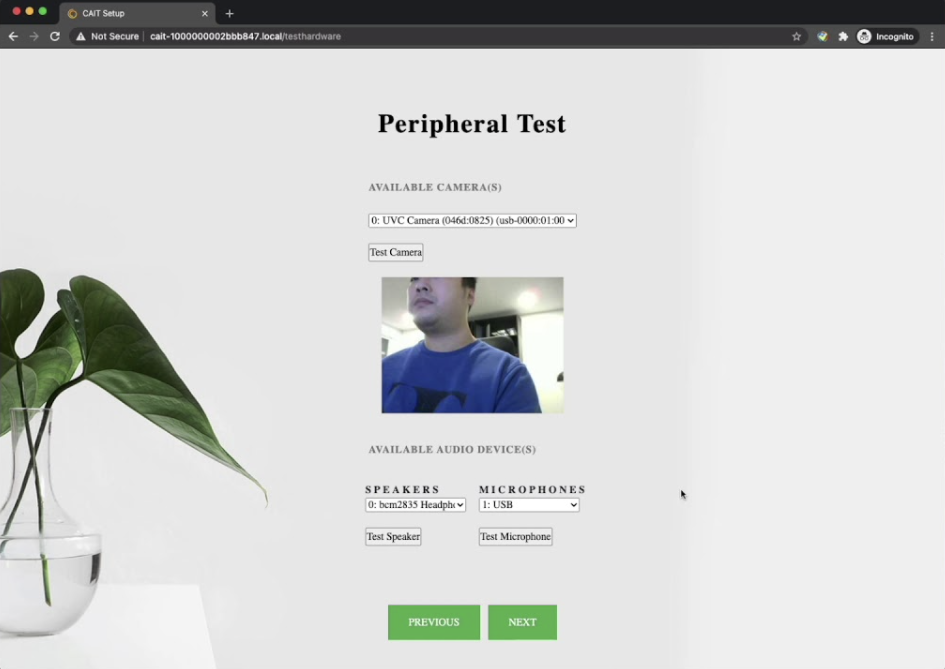 CAIT Setup
Not Secure cait-1000000002bbb847.local/testhardware
Incognito
Peripheral Test
AVAILABLE CAMERA(S)
0: UVC Camera (046d:0825) (usb-0000:01:00
Test Camera
AVAILABLE AUDIO DEVICE(S)
SPEAKERS MICROPHONES
0: bcm2835 Headpho 1: USB
Test Speaker Test Microphone
PREVIOUS NEXT